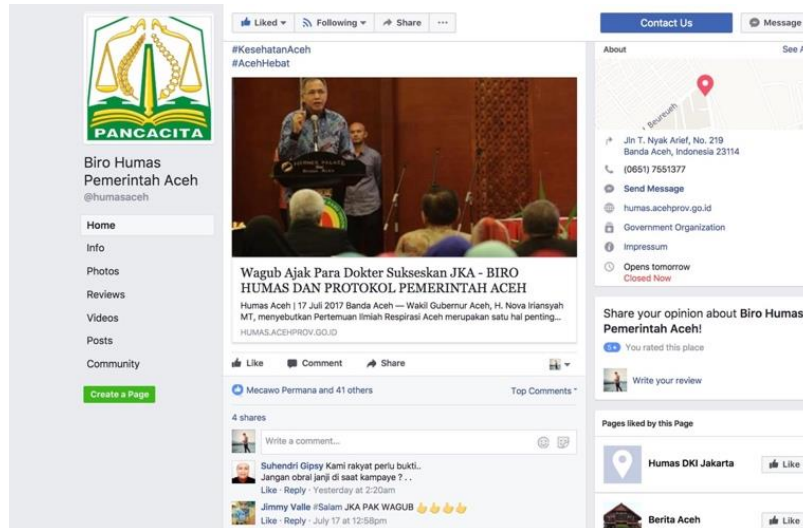 Liked
Following
Share
Contact Us
Message
PANCACITA
Biro Humas
Pemerintah Aceh
@humasaceh
Home
Info
Photos
Reviews
Videos
Posts
Community
Create a Page
#KesehatanAceh
#AcehHebat
Wagub Ajak Para Dokter Sukseskan JKA - BIRO
HUMAS DAN PROTOKOL PEMERINTAH ACEH
Humas Aceh | 17 Juli 2017 Banda Aceh — Wakil Gubernur Aceh, H. Nova Iriansyah
MT, menyebutkan Pertemuan Ilmiah Respirasi Aceh merupakan satu hal penting...
HUMAS.ACEHPROV.GO.ID
Like Comment Share
Mecawo Permana and 41 others Top Comments
4 shares
Write a comment...
Suhendri Gipsy Kami rakyat perlu bukti..
Jangan obral janji di saat kampaye ? . .
Like · Reply · Yesterday at 2:20am
Jimmy Valle #Salam JKA PAK WAGUB 👍👍👍👍
Like · Reply · July 17 at 12:58pm
About See A
Beureueh
Jln T. Nyak Arief, No. 219
Banda Aceh, Indonesia 23114
(0651) 7551377
Send Message
humas.acehprov.go.id
Government Organization
Impressum
Opens tomorrow
Closed Now
Share your opinion about Biro Humas
Pemerintah Aceh!
5★ You rated this place
Write your review
Pages liked by this Page
Humas DKI Jakarta Like
Berita Aceh Like